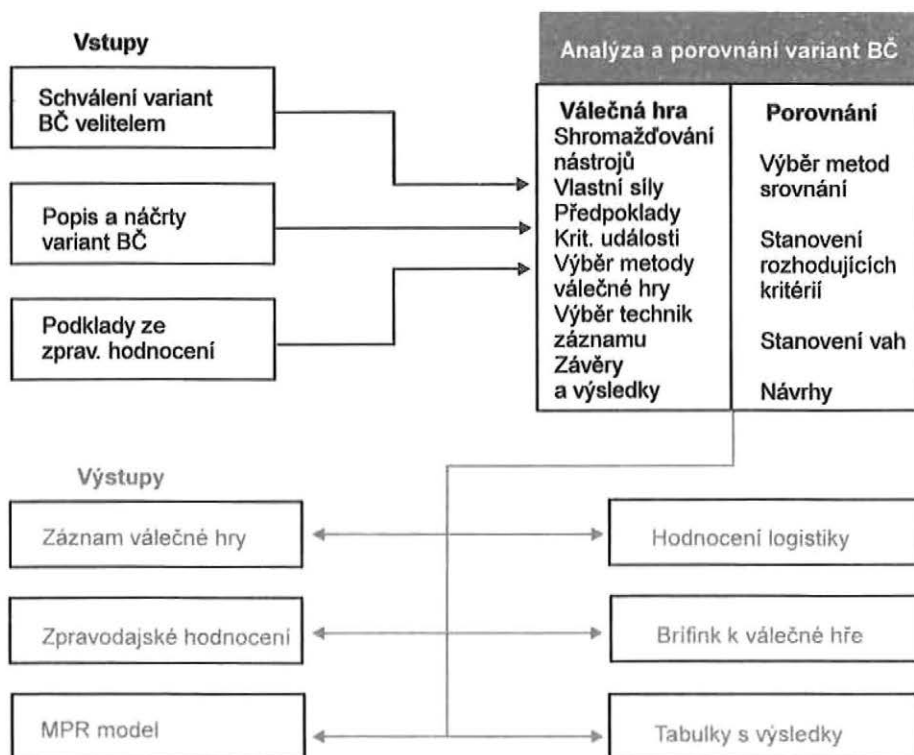 Vstupy
Schválení variant
BČ velitelem
Popis a náčrty
variant BČ
Podklady ze
zprav. hodnocení
Analýza a porovnání variant BČ
Válečná hra
Shromažďování
nástrojů
Vlastní síly
Předpoklady
Krit. události
Výběr metody
válečné hry
Výběr technik
záznamu
Závěry
a výsledky
Porovnání
Výběr metod
srovnání
Stanovení
rozhodujících
kritérií
Stanovení vah
Návrhy
Výstupy
Záznam válečné hry
Hodnocení logistiky
Zpravodajské hodnocení
Brifink k válečné hře
MPR model
Tabulky s výsledky